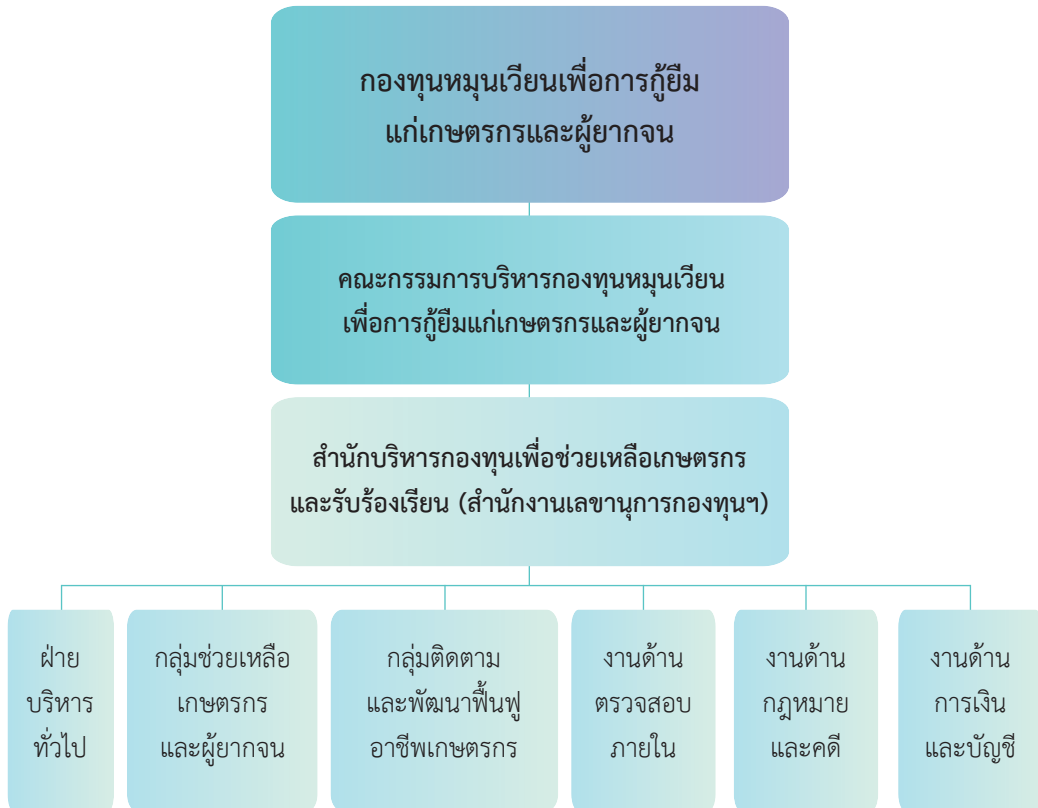 กองทุนหมุนเวียนเพื่อการกู้ยืม
แก่เกษตรกรและผู้ยากจน
คณะกรรมการบริหารกองทุนหมุนเวียน
เพื่อการกู้ยืมแก่เกษตรกรและผู้ยากจน
สำนักบริหารกองทุนเพื่อช่วยเหลือเกษตรกร
และรับร้องเรียน (สำนักงานเลขานุการกองทุนฯ)
ฝ่าย
บริหาร
ทั่วไป
กลุ่มช่วยเหลือ
เกษตรกร
และผู้ยากจน
กลุ่มติดตาม
และพัฒนาฟื้นฟู
อาชีพเกษตรกร
งานด้าน
ตรวจสอบ
ภายใน
งานด้าน
กฎหมาย
และคดี
งานด้าน
การเงิน
และบัญชี